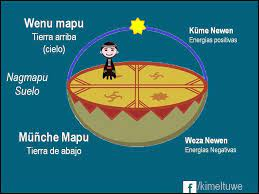 Wenu mapu
Tierra arriba
(cielo)
Küme Newen
Energías positivas
Nagmapu
Suelo
Müñche Mapu
Tierra de abajo
Weza Newen
Energías Negativas
f /kimeltuwe